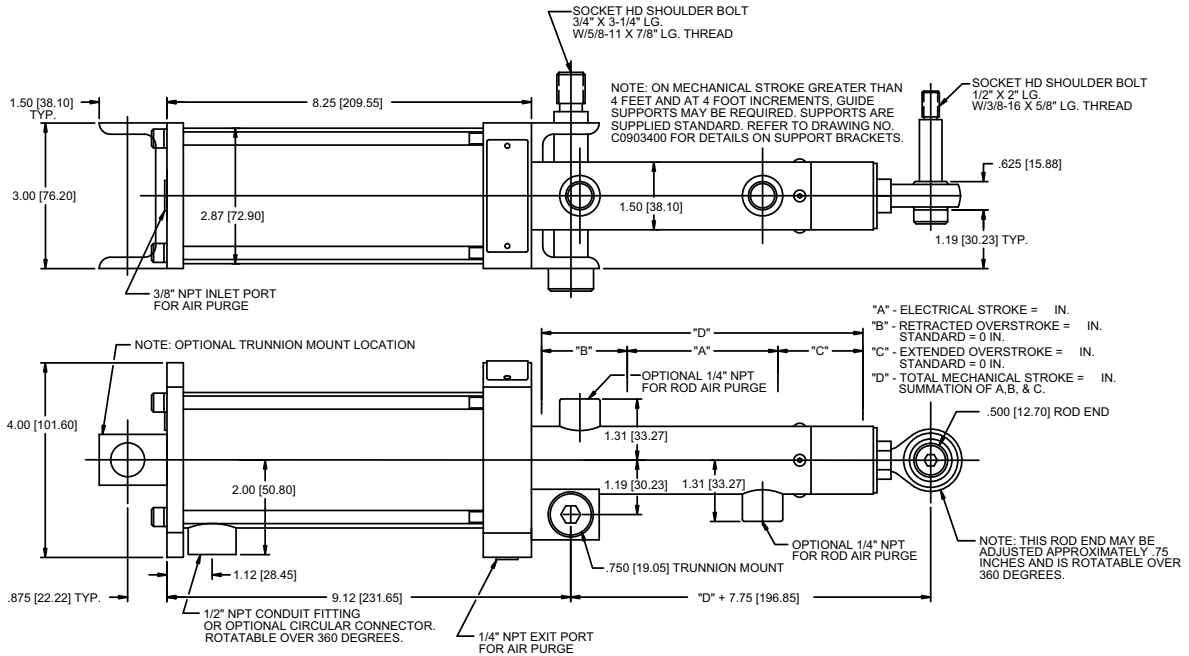 SOCKET HD SHOULDER BOLT
3/4" X 3-1/4" LG.
W/5/8-11 X 7/8" LG. THREAD
1.50 [38.10]
TYP.
8.25 [209.55]
NOTE: ON MECHANICAL STROKE GREATER THAN
4 FEET AND AT 4 FOOT INCREMENTS, GUIDE
SUPPORTS MAY BE REQUIRED. SUPPORTS ARE
SUPPLIED STANDARD. REFER TO DRAWING NO.
C0903400 FOR DETAILS ON SUPPORT BRACKETS.
SOCKET HD SHOULDER BOLT
1/2" X 2" LG.
W/3/8-16 X 5/8" LG. THREAD
.625 [15.88]
3.00 [76.20]
2.87 [72.90]
1.50 [38.10]
1.19 [30.23] TYP.
3/8" NPT INLET PORT
FOR AIR PURGE
"A" - ELECTRICAL STROKE = IN.
"B" - RETRACTED OVERSTROKE = IN.
STANDARD = 0 IN.
"C" - EXTENDED OVERSTROKE = IN.
STANDARD = 0 IN.
"D" - TOTAL MECHANICAL STROKE = IN.
SUMMATION OF A,B, & C.
"D"
NOTE: OPTIONAL TRUNNION MOUNT LOCATION
"B"
"A"
"C"
OPTIONAL 1/4" NPT
FOR ROD AIR PURGE
.500 [12.70] ROD END
4.00 [101.60]
1.31 [33.27]
2.00 [50.80]
1.19 [30.23]
1.31 [33.27]
OPTIONAL 1/4" NPT
FOR ROD AIR PURGE
NOTE: THIS ROD END MAY BE
ADJUSTED APPROXIMATELY .75
INCHES AND IS ROTATABLE OVER
360 DEGREES.
.750 [19.05] TRUNNION MOUNT
1.12 [28.45]
.875 [22.22] TYP.
9.12 [231.65]
"D" + 7.75 [196.85]
1/2" NPT CONDUIT FITTING
OR OPTIONAL CIRCULAR CONNECTOR.
ROTATABLE OVER 360 DEGREES.
1/4" NPT EXIT PORT
FOR AIR PURGE